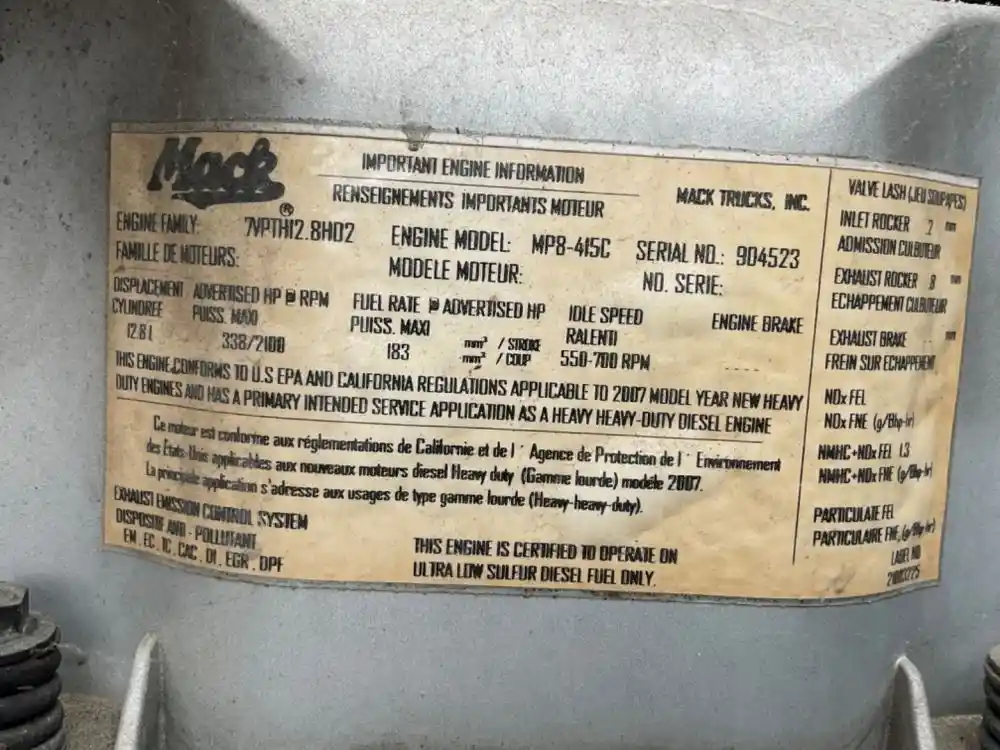 Mack
®
IMPORTANT ENGINE INFORMATION
RENSEIGNEMENTS IMPORTANTS MOTEUR
MACK TRUCKS, INC.
ENGINE FAMILY: 7VPTH12.8H02 ENGINE MODEL: MP8-415C SERIAL NO.: 904523
FAMILLE DE MOTEURS: MODELE MOTEUR: NO. SERIE:
DISPLACEMENT ADVERTISED HP @ RPM FUEL RATE @ ADVERTISED HP IDLE SPEED ENGINE BRAKE
CYLINDREE PUISS. MAXI PUISS. MAXI RALENTI
12.8 L 338/2100 183 mm³ / STROKE 550-700 RPM ----
mm³ / COUP
THIS ENGINE CONFORMS TO U.S EPA AND CALIFORNIA REGULATIONS APPLICABLE TO 2007 MODEL YEAR NEW HEAVY
DUTY ENGINES AND HAS A PRIMARY INTENDED SERVICE APPLICATION AS A HEAVY HEAVY-DUTY DIESEL ENGINE
Ce moteur est conforme aux réglementations de Californie et de l ' Agence de Protection de l ' Environnement
des États-Unis applicables aux nouveaux moteurs diesel Heavy duty (Gamme lourde) modèle 2007.
La principale application s'adresse aux usages de type gamme lourde (Heavy-heavy-duty).
EXHAUST EMISSION CONTROL SYSTEM
DISPOSITIF ANTI - POLLUTANT
EM , EC, TC, CAC, DI, EGR , DPF
THIS ENGINE IS CERTIFIED TO OPERATE ON
ULTRA LOW SULFUR DIESEL FUEL ONLY.
VALVE LASH (JEU SOUPAPES)
INLET ROCKER .2 mm
ADMISSION CULBUTEUR
EXHAUST ROCKER .8 mm
ECHAPPEMENT CULBUTEUR
EXHAUST BRAKE mm
FREIN SUR ECHAPPEMENT
NOx FEL
NOx FNE (g/Bhp-hr)
NMHC+NOx FEL 1.3
NMHC+NOx FNE (g/Bhp-hr)
PARTICULATE FEL
PARTICULAIRE FNE, (g/Bhp-hr)
LABEL NO